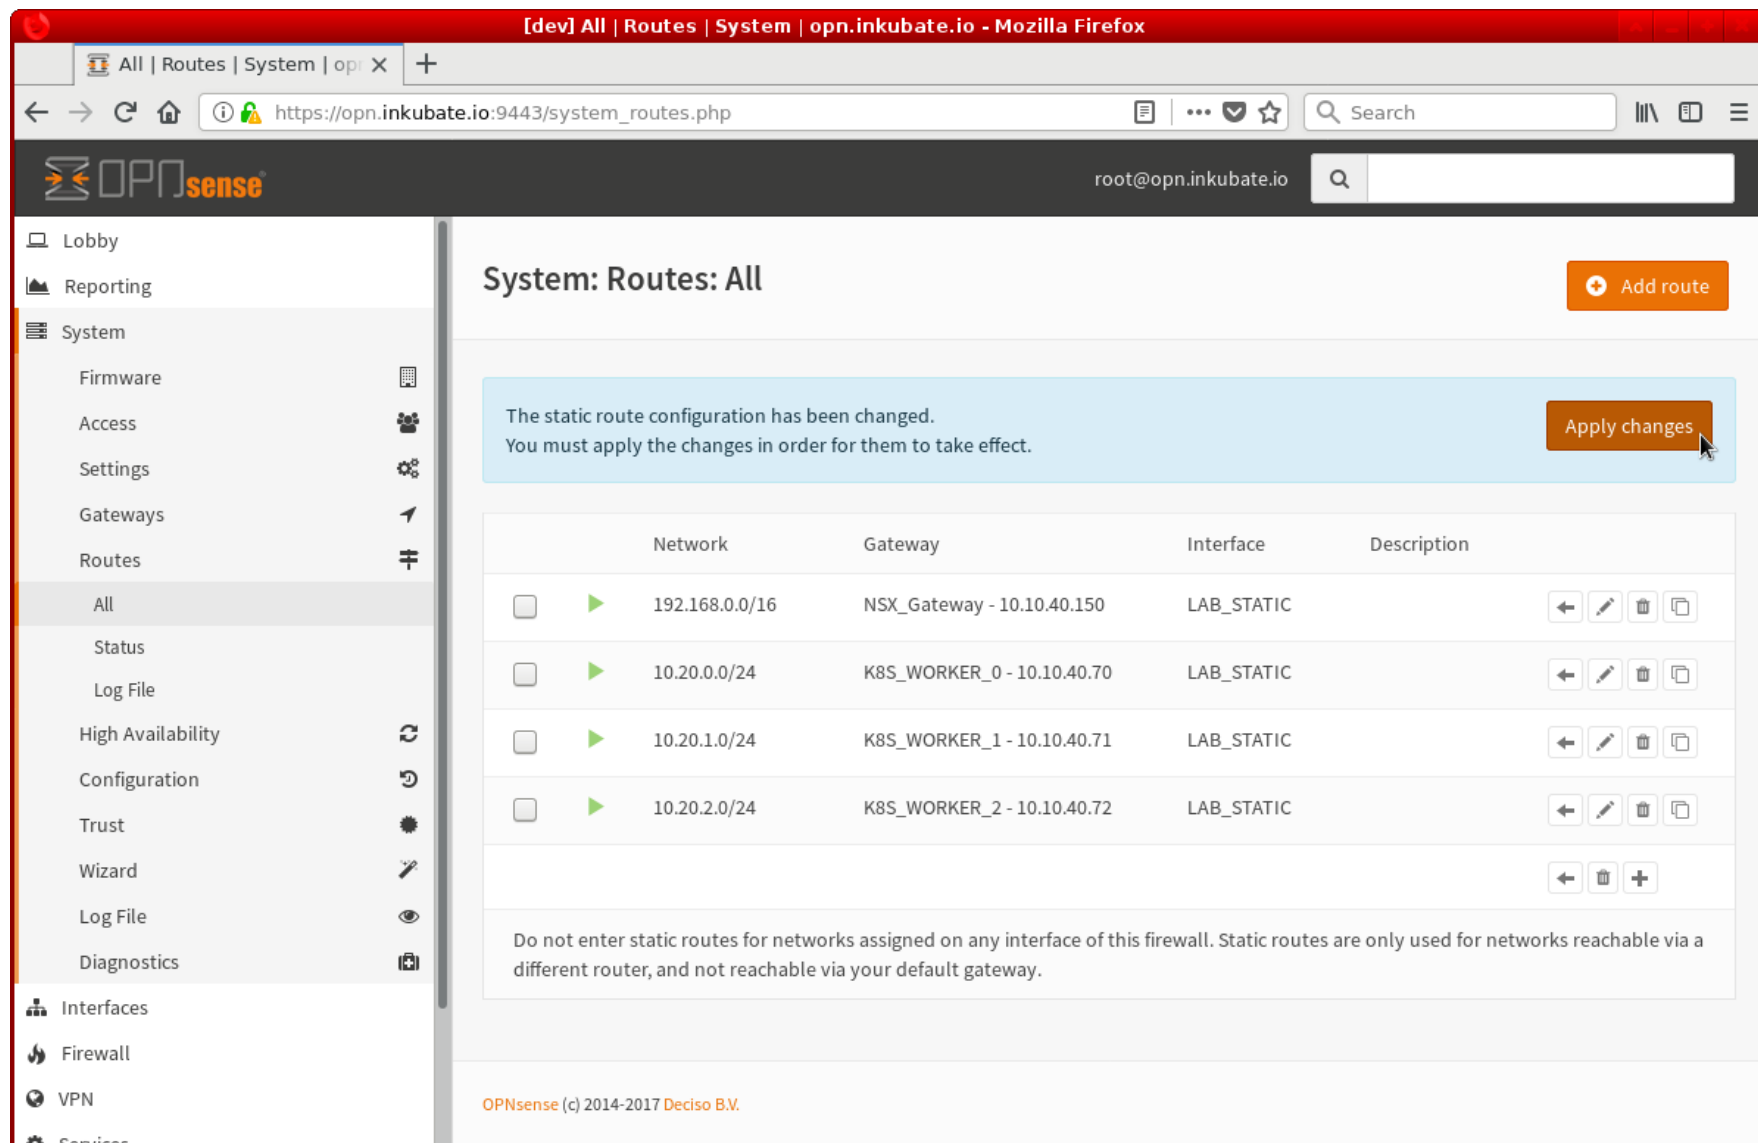 [dev] All | Routes | System | opn.inkubate.io - Mozilla Firefox
All | Routes | System | opn
https://opn.inkubate.io:9443/system_routes.php
Search
OPNsense
root@opn.inkubate.io
Lobby
Reporting
System
Firmware
Access
Settings
Gateways
Routes
All
Status
Log File
High Availability
Configuration
Trust
Wizard
Log File
Diagnostics
Interfaces
Firewall
VPN
Services
System: Routes: All
Add route
The static route configuration has been changed.
You must apply the changes in order for them to take effect.
Apply changes
Network Gateway Interface Description
192.168.0.0/16 NSX_Gateway - 10.10.40.150 LAB_STATIC
10.20.0.0/24 K8S_WORKER_0 - 10.10.40.70 LAB_STATIC
10.20.1.0/24 K8S_WORKER_1 - 10.10.40.71 LAB_STATIC
10.20.2.0/24 K8S_WORKER_2 - 10.10.40.72 LAB_STATIC
Do not enter static routes for networks assigned on any interface of this firewall. Static routes are only used for networks reachable via a
different router, and not reachable via your default gateway.
OPNsense (c) 2014-2017 Deciso B.V.